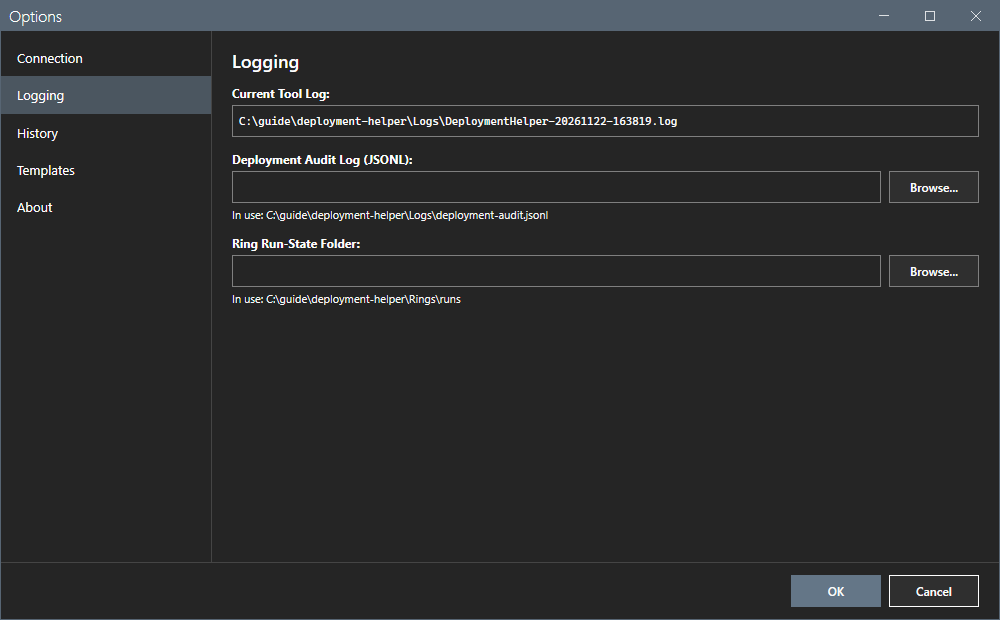 Options
Connection
Logging
History
Templates
About
Logging
Current Tool Log:
C:\guide\deployment-helper\Logs\DeploymentHelper-20261122-163819.log
Deployment Audit Log (JSONL):
Browse...
In use: C:\guide\deployment-helper\Logs\deployment-audit.jsonl
Ring Run-State Folder:
Browse...
In use: C:\guide\deployment-helper\Rings\runs
OK
Cancel